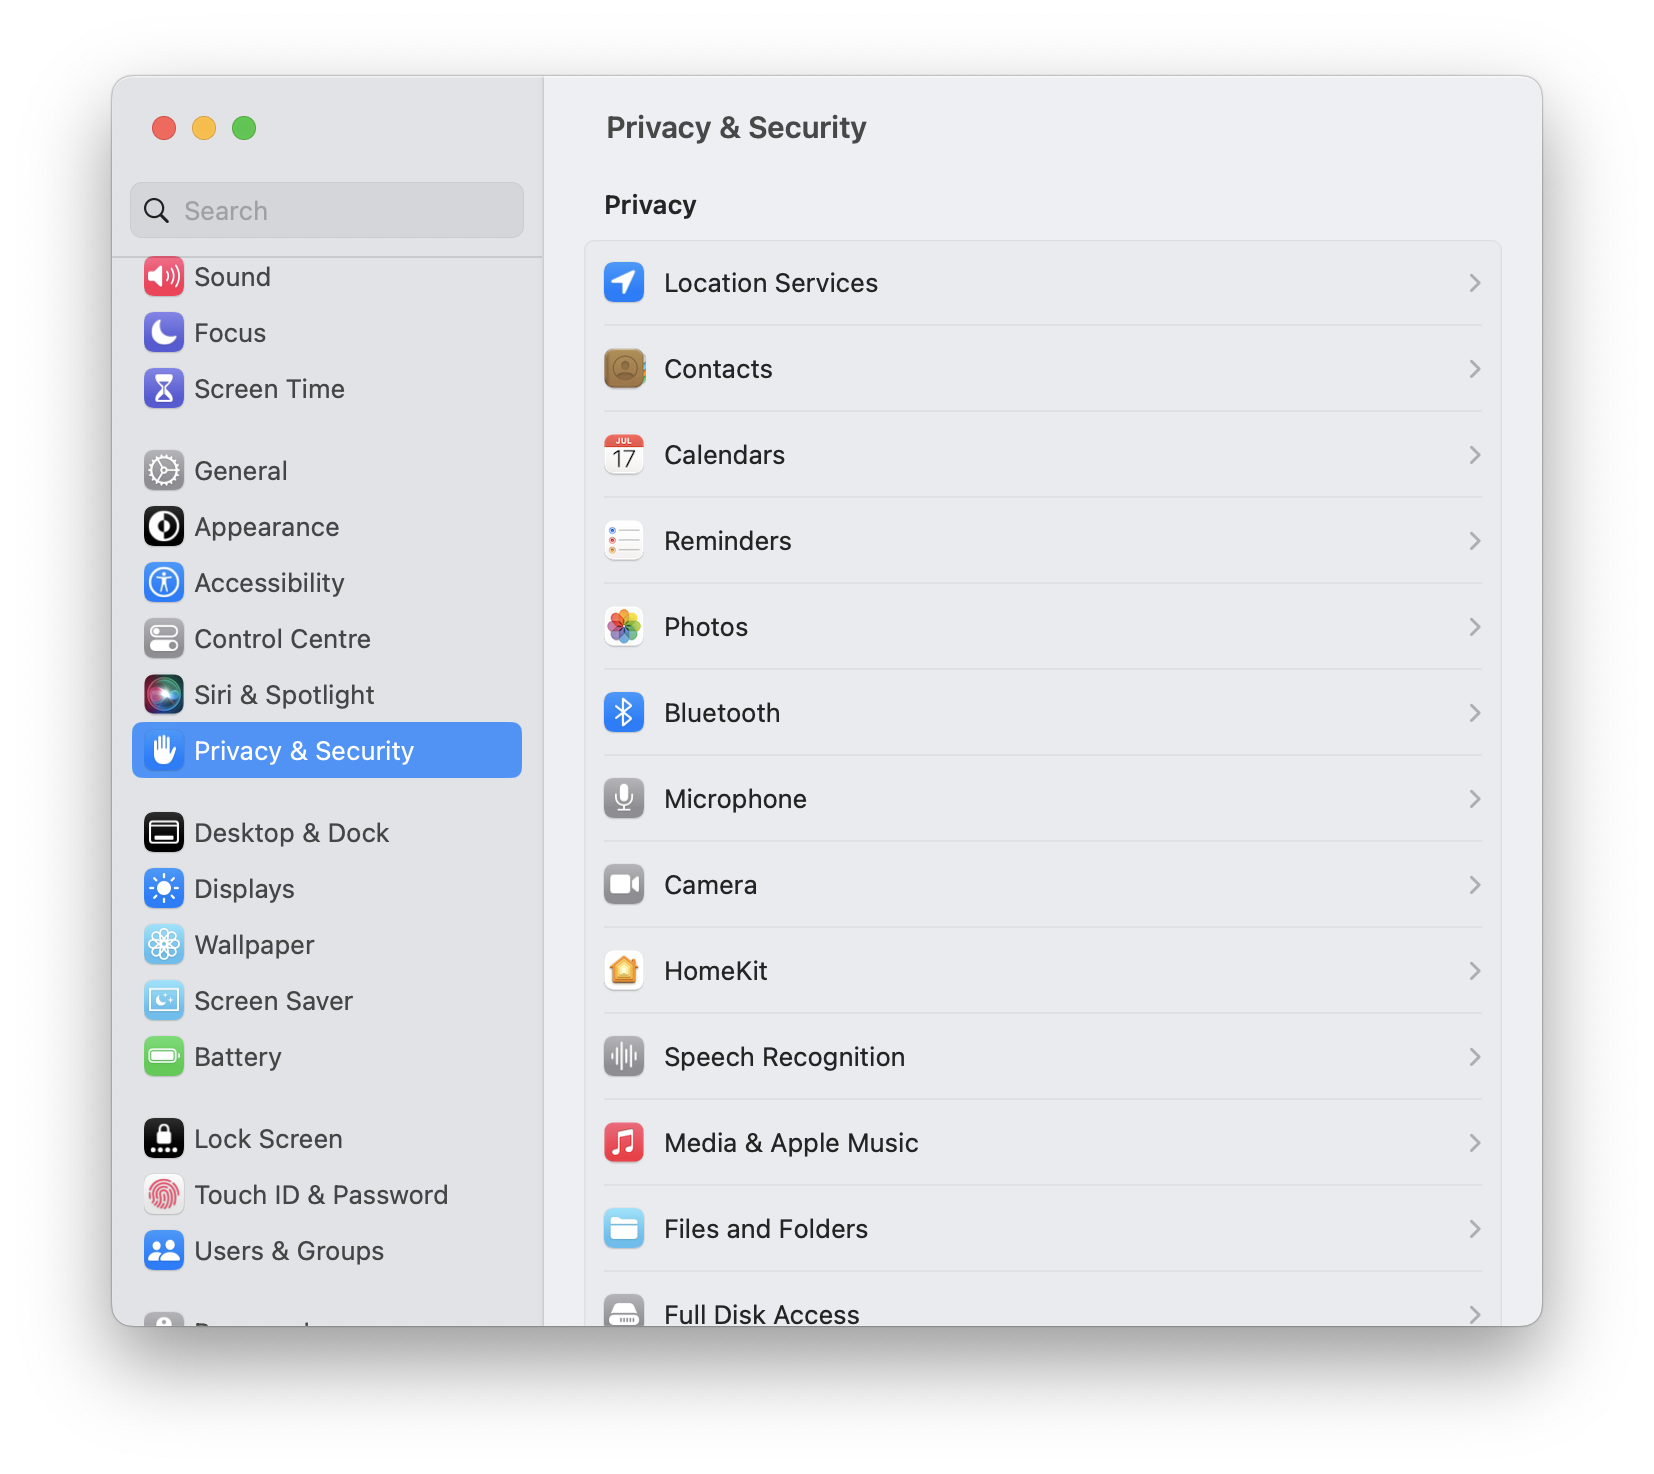 Search
Sound
Focus
Screen Time
General
Appearance
Accessibility
Control Centre
Siri & Spotlight
Privacy & Security
Desktop & Dock
Displays
Wallpaper
Screen Saver
Battery
Lock Screen
Touch ID & Password
Users & Groups
Privacy & Security
Privacy
Location Services
Contacts
JUL
17
Calendars
Reminders
Photos
Bluetooth
Microphone
Camera
HomeKit
Speech Recognition
Media & Apple Music
Files and Folders
Full Disk Access